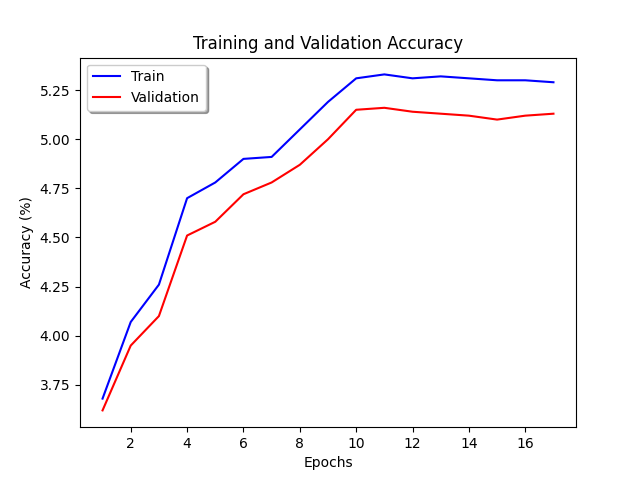 Training and Validation Accuracy
Train
Validation
5.25
5.00
4.75
4.50
4.25
4.00
3.75
Accuracy (%)
2 4 6 8 10 12 14 16
Epochs